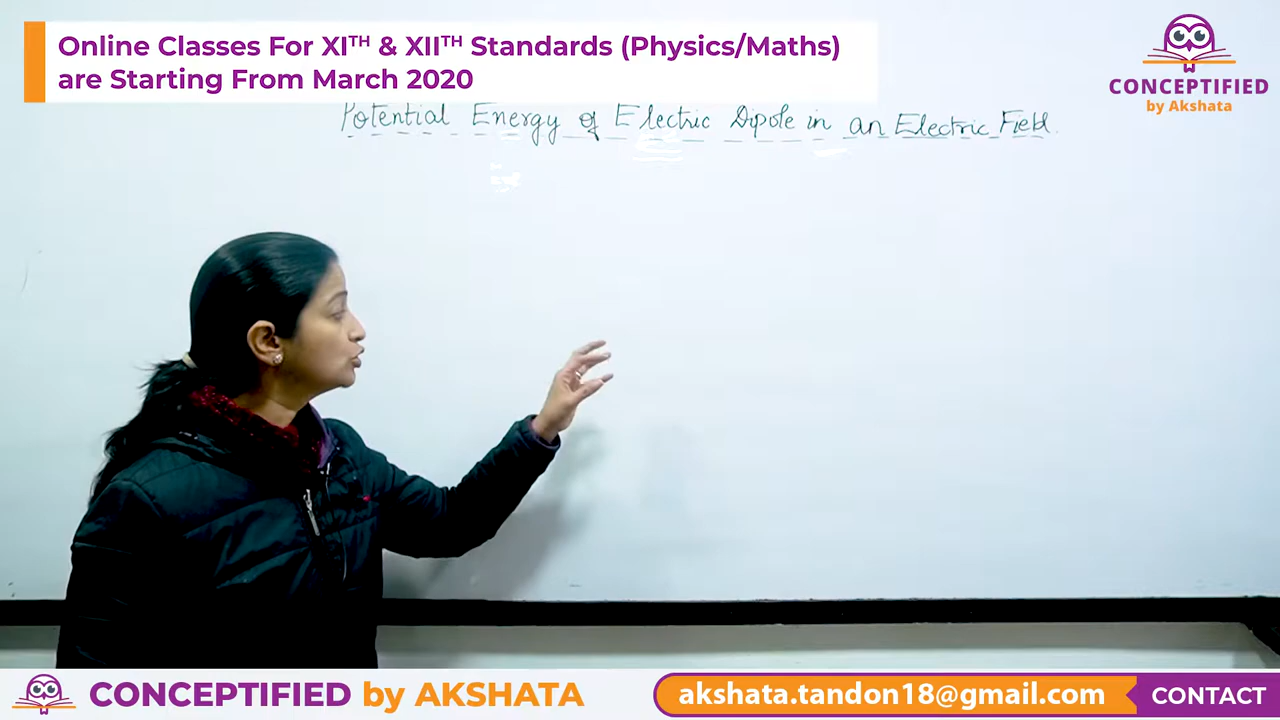 Online Classes For XITH & XIITH Standards (Physics/Maths)
are Starting From March 2020
CONCEPTIFIED
by Akshata
Potential Energy of Electric Dipole in an Electric Field.
CONCEPTIFIED by AKSHATA
akshata.tandon18@gmail.com
CONTACT